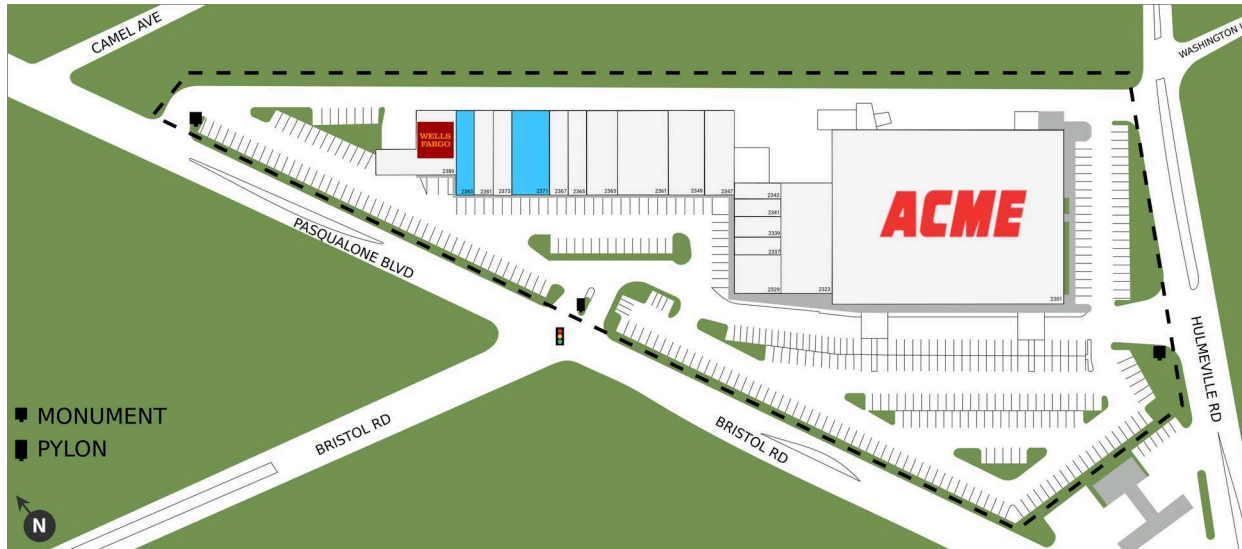 CAMEL AVE
WASHINGTON
WELLS
FARGO
2389
2383
2381
2373
2371
2367
2365
2363
2361
2349
2347
2343
2341
2339
2337
2329
2323
ACME
2301
PASQUALONE BLVD
HULMEVILLE RD
BRISTOL RD
BRISTOL RD
MONUMENT
PYLON
N